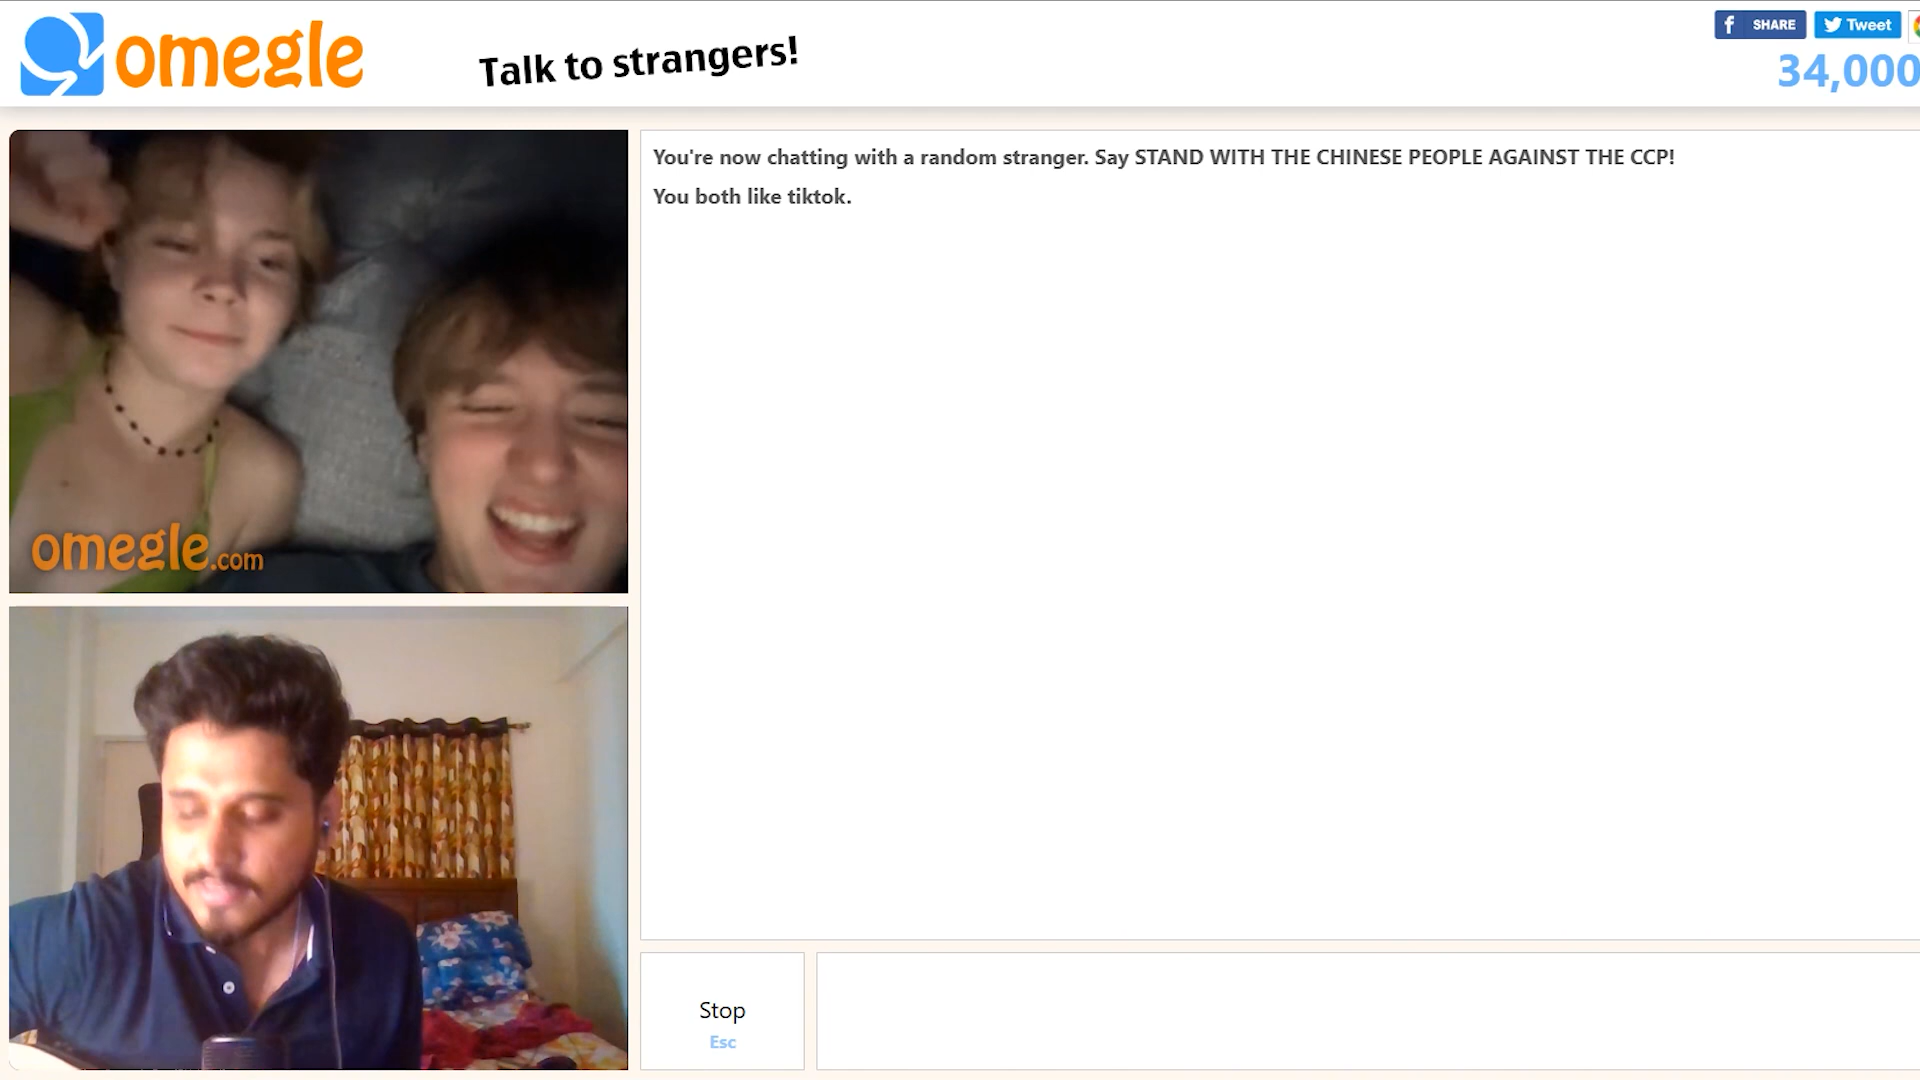 omegle
Talk to strangers!
f SHARE
Tweet
34,000
You're now chatting with a random stranger. Say STAND WITH THE CHINESE PEOPLE AGAINST THE CCP!
You both like tiktok.
omegle.com
Stop
Esc